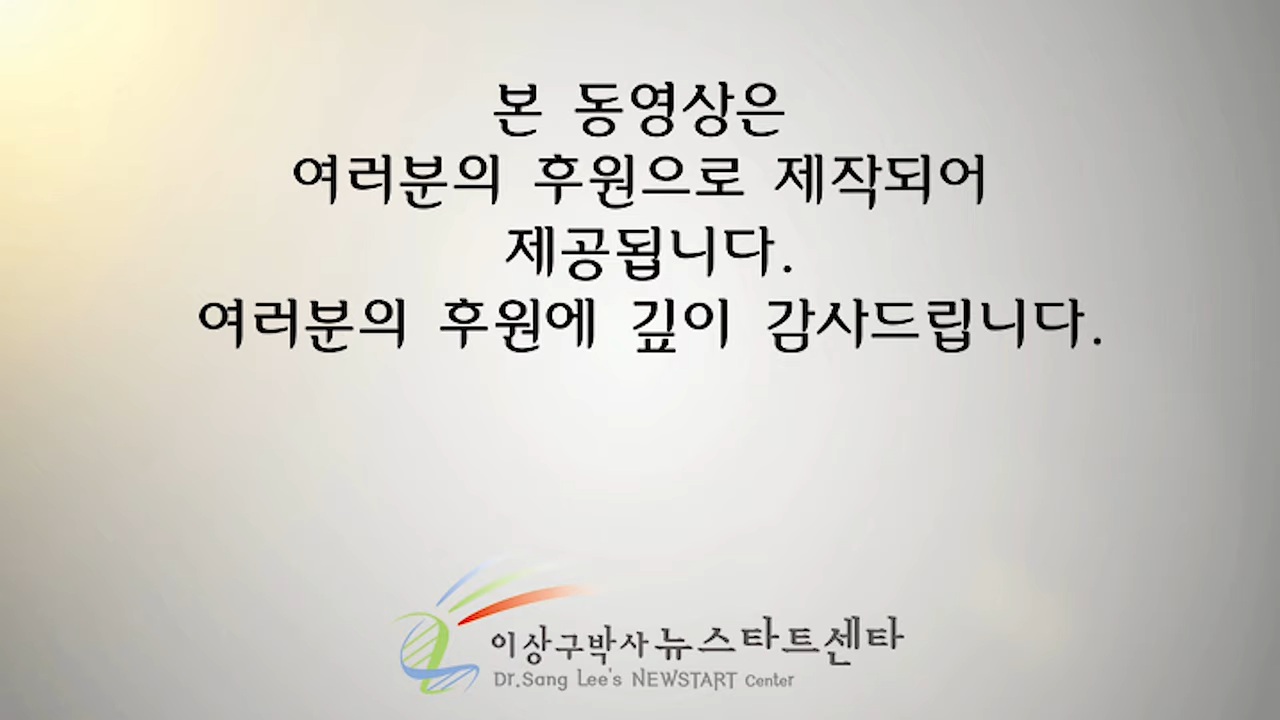 본 동영상은
여러분의 후원으로 제작되어
제공됩니다.
여러분의 후원에 깊이 감사드립니다.
이상구박사 뉴스타트센타
Dr.Sang Lee's NEWSTART Center